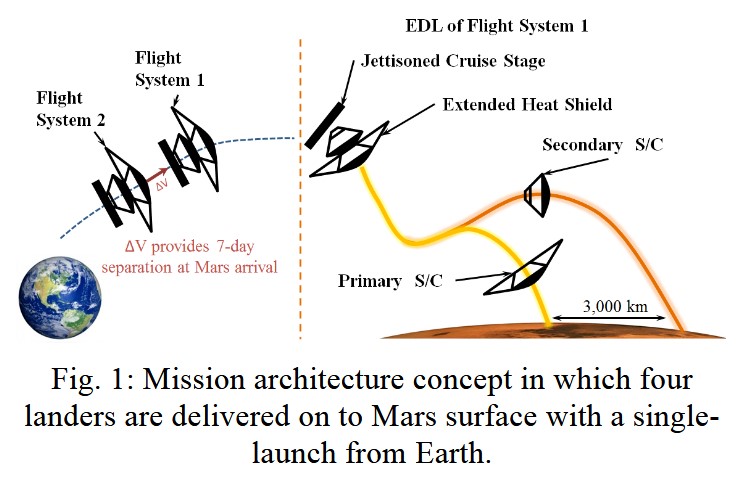 EDL of Flight System 1
Flight
System 1
Jettisoned Cruise Stage
Flight
System 2
Extended Heat Shield
Secondary S/C
ΔV
ΔV provides 7-day
separation at Mars arrival
Primary S/C
3,000 km
Fig. 1: Mission architecture concept in which four
landers are delivered on to Mars surface with a single-
launch from Earth.